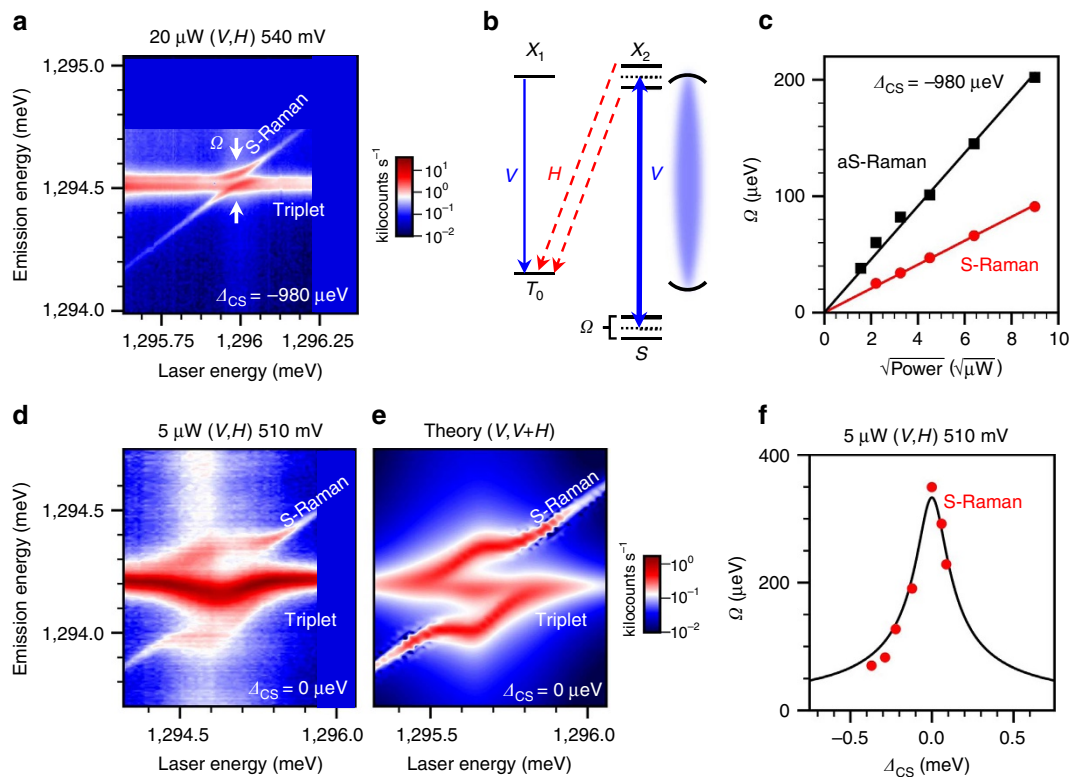 a
20 μW (V,H) 540 mV
Emission energy (meV)
1,295.0
1,294.5
1,294.0
Ω
S-Raman
Triplet
Δ_CS = −980 μeV
1,295.75
1,296
1,296.25
Laser energy (meV)
kilocounts s⁻¹
10¹
10⁰
10⁻¹
10⁻²
b
X₁
X₂
V
H
V
T₀
Ω
S
c
Ω (μeV)
200
100
0
Δ_CS = −980 μeV
aS-Raman
S-Raman
0
2
4
6
8
10
√Power (√μW)
d
5 μW (V,H) 510 mV
Emission energy (meV)
1,294.5
1,294.0
S-Raman
Triplet
Δ_CS = 0 μeV
1,294.5
1,296.0
Laser energy (meV)
e
Theory (V,V+H)
S-Raman
Triplet
Δ_CS = 0 μeV
1,295.5
1,296.0
Laser energy (meV)
kilocounts s⁻¹
10⁰
10⁻¹
10⁻²
f
5 μW (V,H) 510 mV
Ω (μeV)
400
200
0
S-Raman
−0.5
0.0
0.5
Δ_CS (meV)